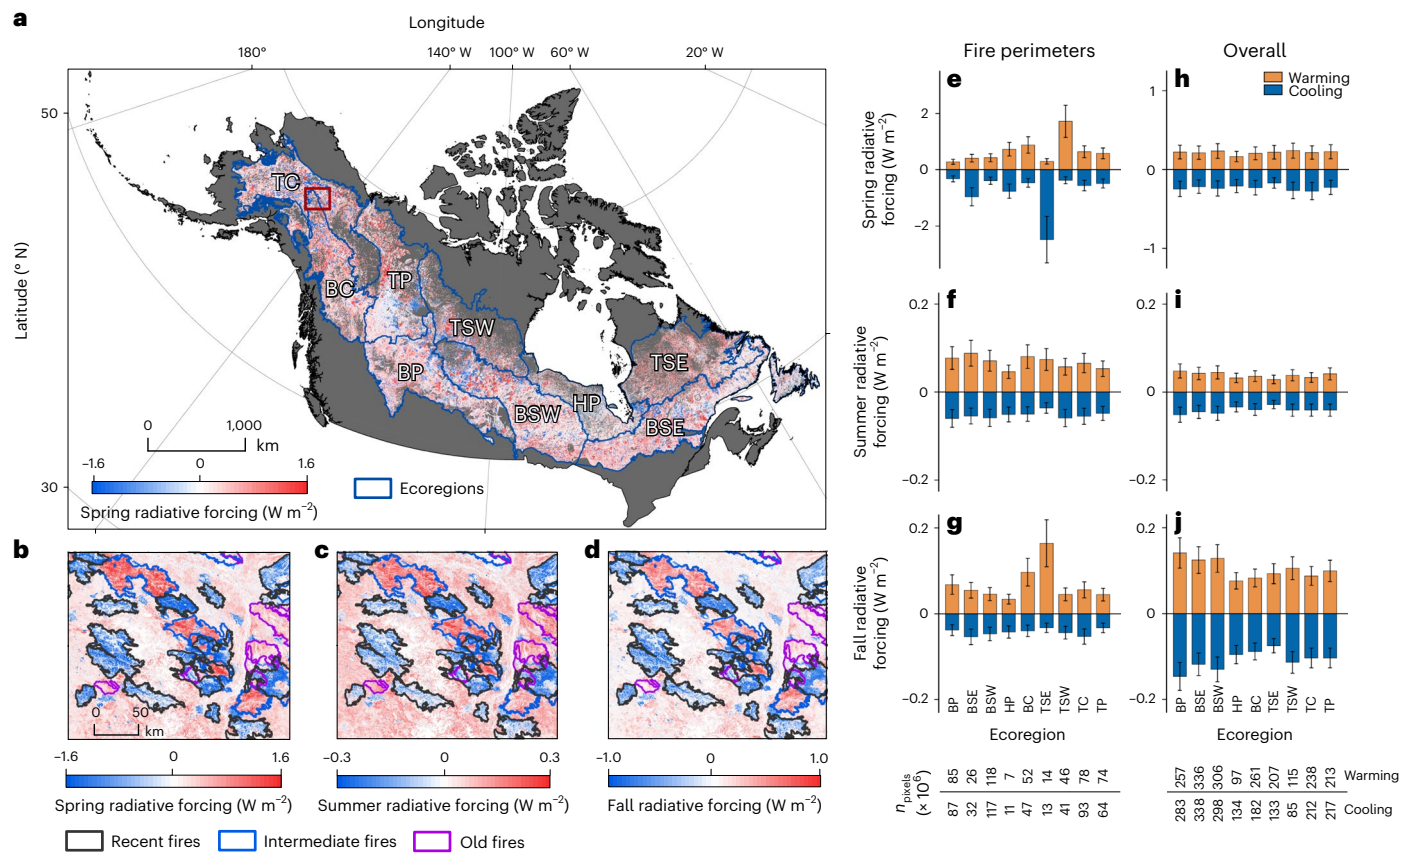 a
Longitude
180°
140° W
100° W
60° W
20° W
50
30
Latitude (° N)
TC
BC
TP
TSW
BP
BSW
HP
TSE
BSE
0
1,000
km
−1.6
0
1.6
Spring radiative forcing (W m−2)
Ecoregions
b
0
50
km
−1.6
0
1.6
Spring radiative forcing (W m−2)
c
−0.3
0
0.3
Summer radiative forcing (W m−2)
d
−1.0
0
1.0
Fall radiative forcing (W m−2)
Recent fires
Intermediate fires
Old fires
Fire perimeters
Overall
e
Spring radiative
forcing (W m−2)
2
0
−2
h
Warming
Cooling
1
0
−1
f
Summer radiative
forcing (W m−2)
0.2
0
−0.2
i
0.2
0
−0.2
g
Fall radiative
forcing (W m−2)
0.2
0
−0.2
BP BSE BSW HP BC TSE TSW TC TP
Ecoregion
j
0.2
0
−0.2
BP BSE BSW HP BC TSE TSW TC TP
Ecoregion
npixels
(× 10⁶)
85 26 118 7 52 14 46 78 74
257 336 306 97 261 207 115 238 213 Warming
87 32 117 11 47 13 41 93 64
283 338 298 134 182 133 85 212 217 Cooling